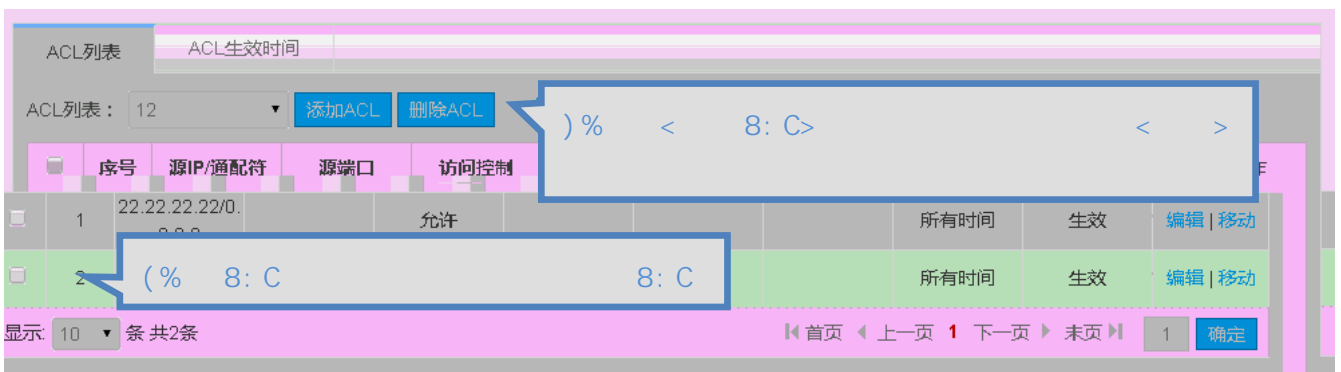 ACL列表 ACL生效时间
ACL列表： 12 添加ACL 删除ACL
)% < 8: C> < >
序号 源IP/通配符 源端口 访问控制
1 22.22.22.22/0. 允许 所有时间 生效 编辑 | 移动
2 所有时间 生效 编辑 | 移动
(% 8: C 8: C
显示: 10 条 共2条 首页 上一页 1 下一页 末页 1 确定